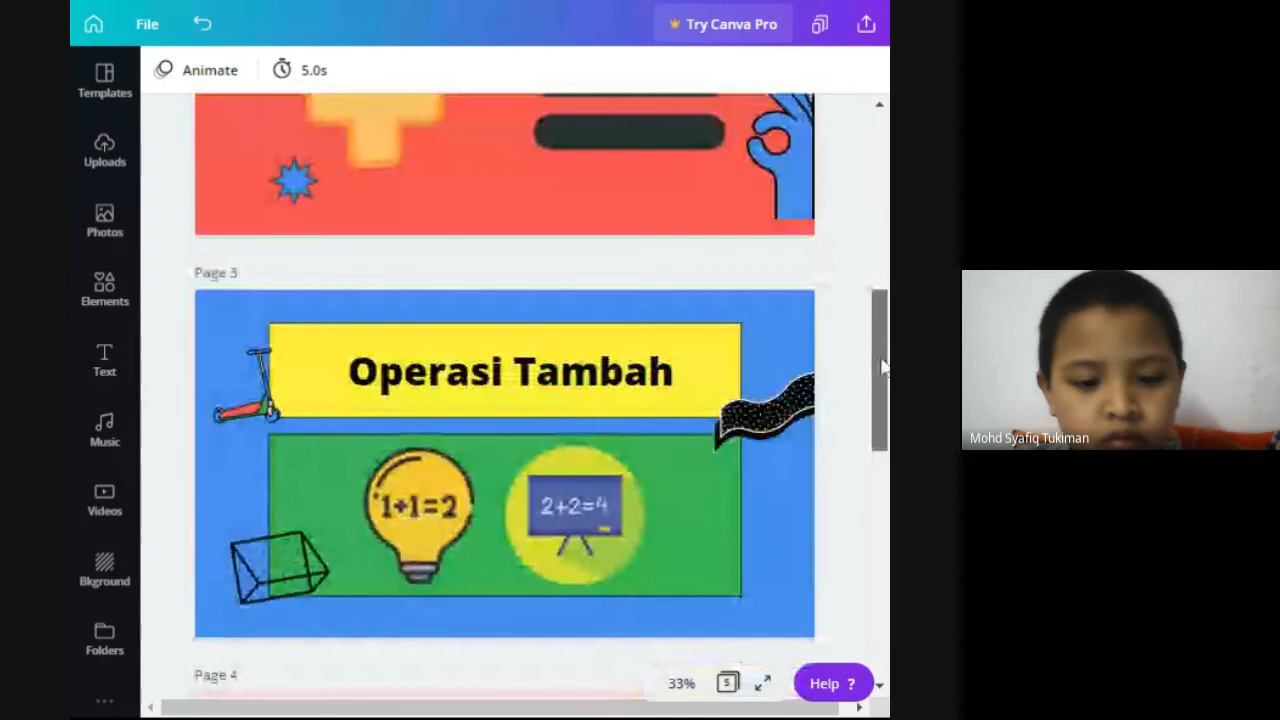 File
Try Canva Pro
Animate
5.0s
Templates
Uploads
Photos
Elements
Text
Music
Videos
Bkground
Folders
Page 3
Operasi Tambah
1+1=2
2+2=4
Page 4
33%
5
Help ?
Mohd Syafiq Tukiman